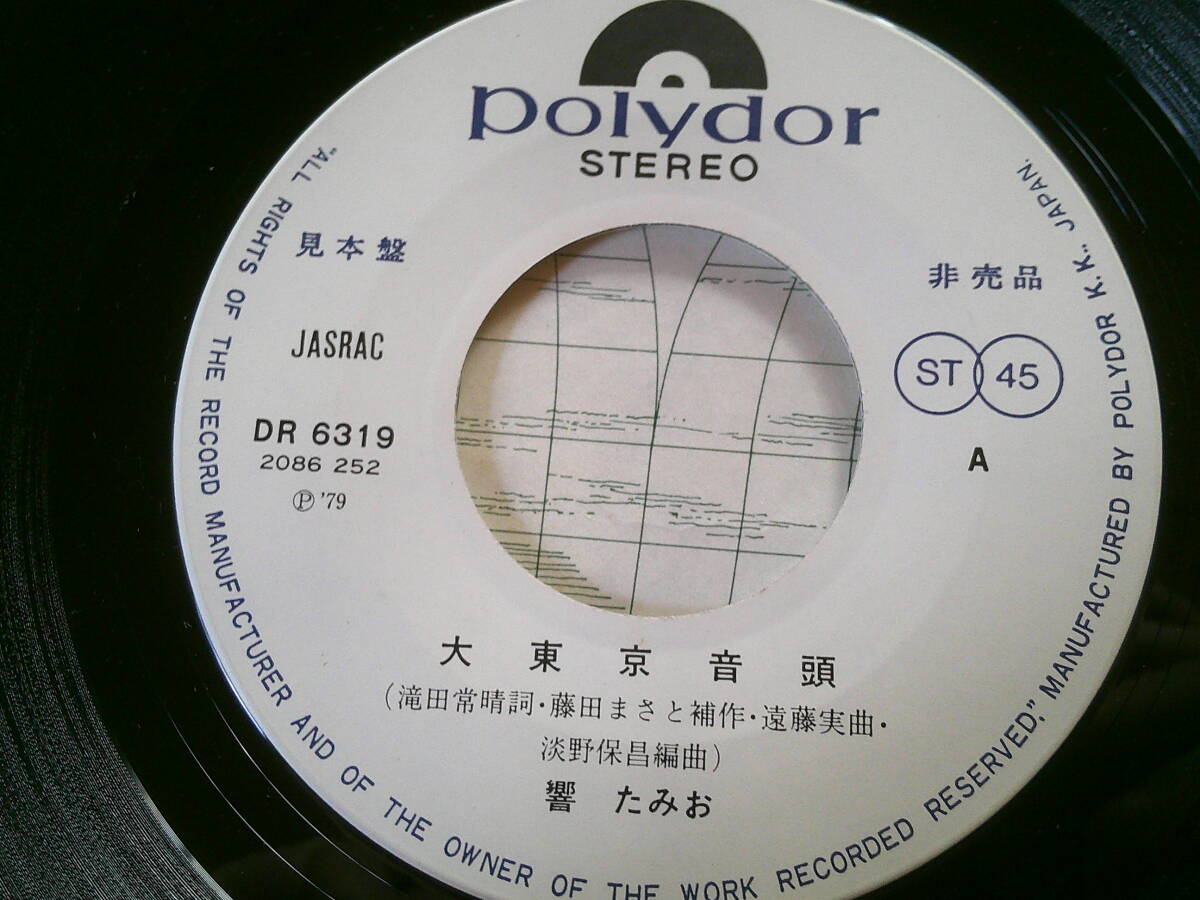 polydor
STEREO
見本盤
非売品
JASRAC
ST 45
DR 6319
2086 252
Ⓟ '79
A
大東京音頭
(滝田常晴詞・藤田まさと補作・遠藤実曲・
淡野保昌編曲)
響 たみお
"ALL RIGHTS OF THE RECORD MANUFACTURER AND OF THE OWNER OF THE WORK RECORDED RESERVED," MANUFACTURED BY POLYDOR K. K., JAPAN.